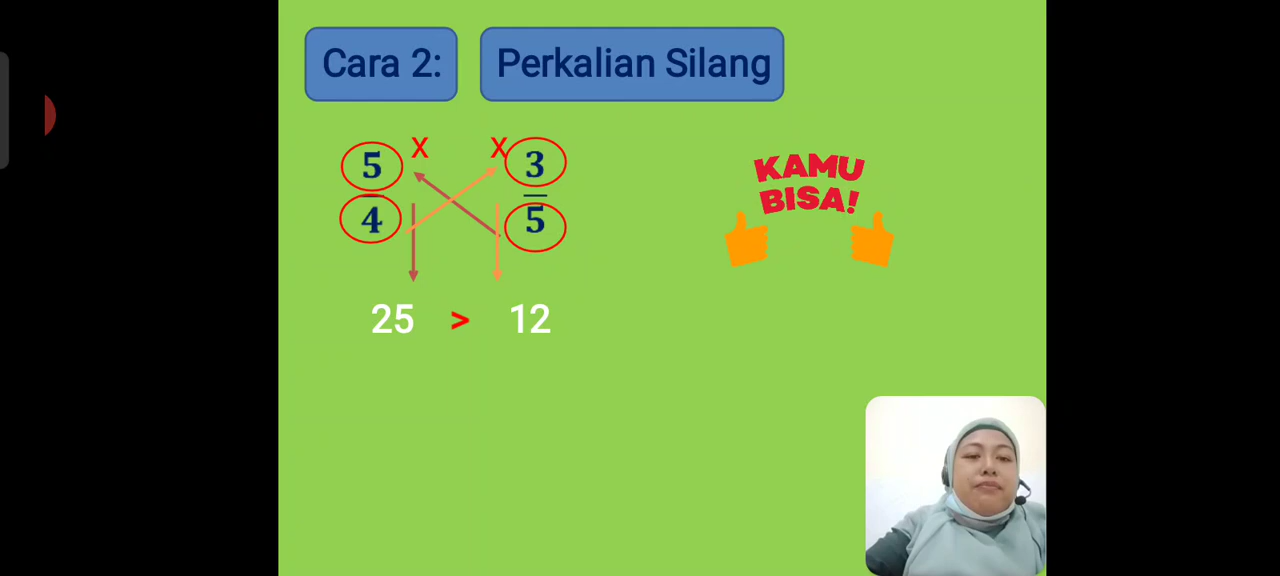 Cara 2: Perkalian Silang
5 X X 3
4 5
25 > 12
KAMU
BISA!